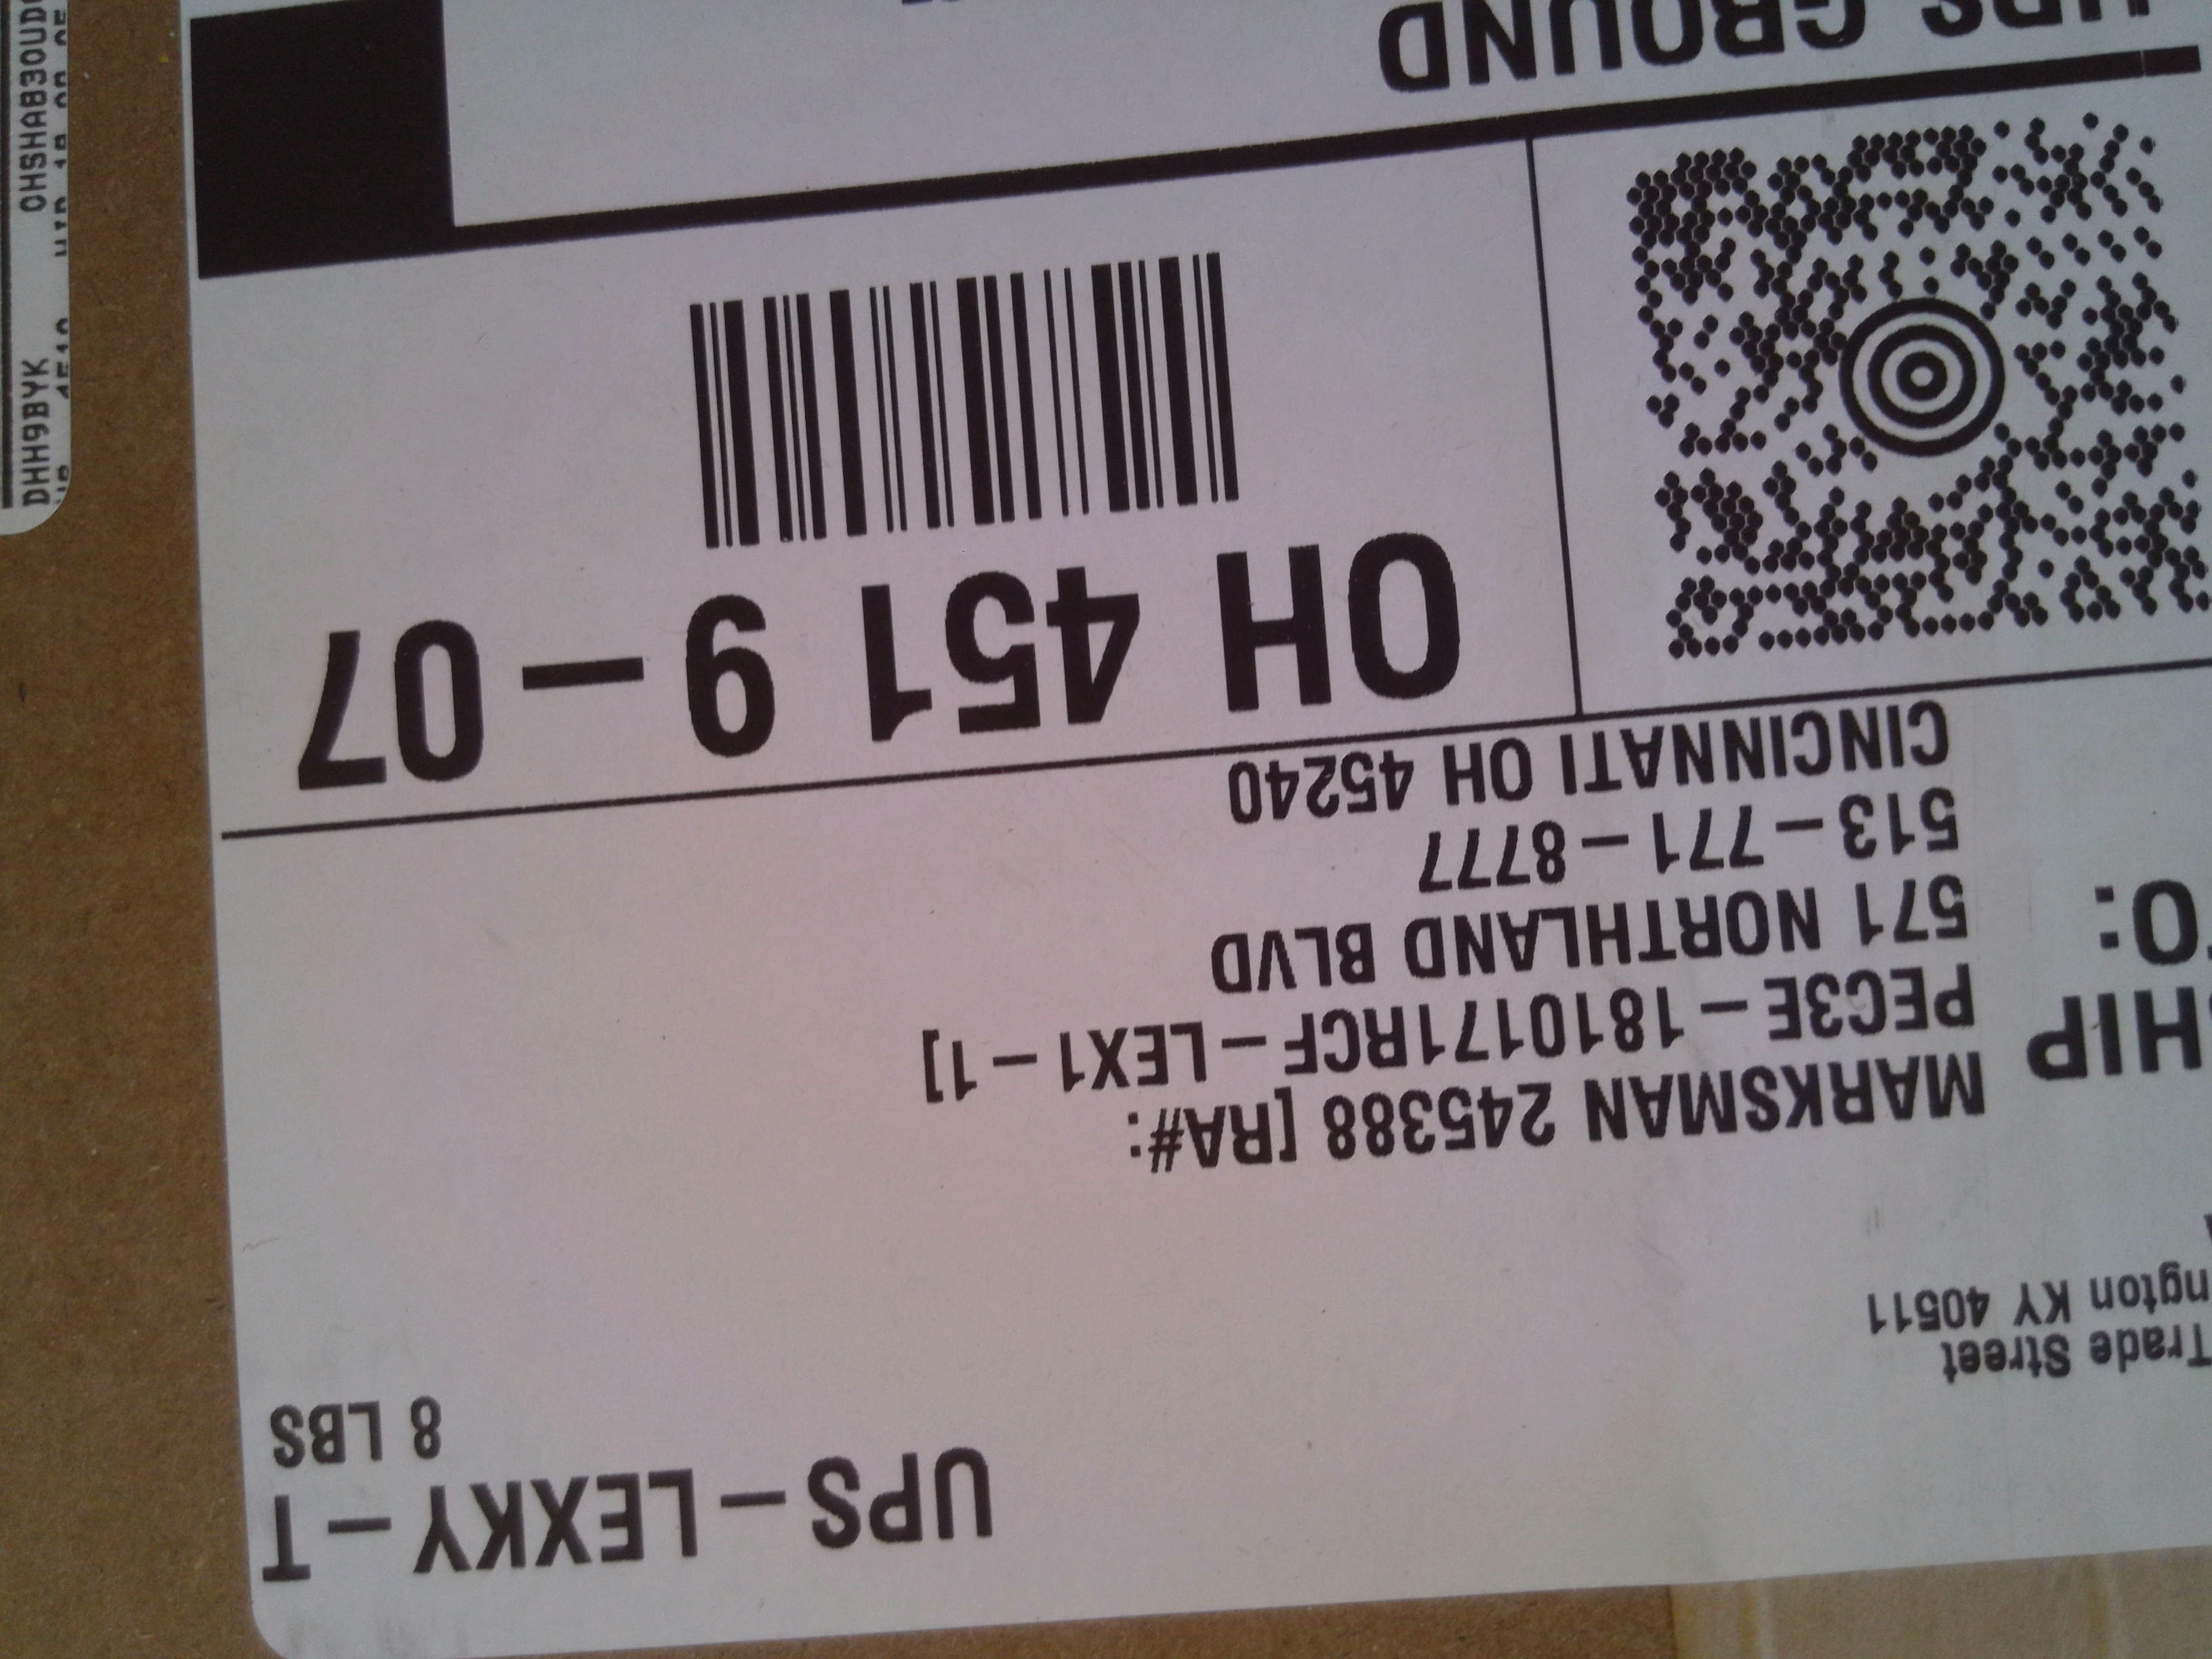 UPS-LEXKY-T
8 LBS
Trade Street
ngton KY 40511
SHIP
TO:
MARKSMAN 245388 [RA#:
PEC3E-1810171RCF-LEX1-1]
571 NORTHLAND BLVD
513-771-8777
CINCINNATI OH 45240
OH 451 9-07
UPS GROUND
DHH9BYK OHSHAB30UD